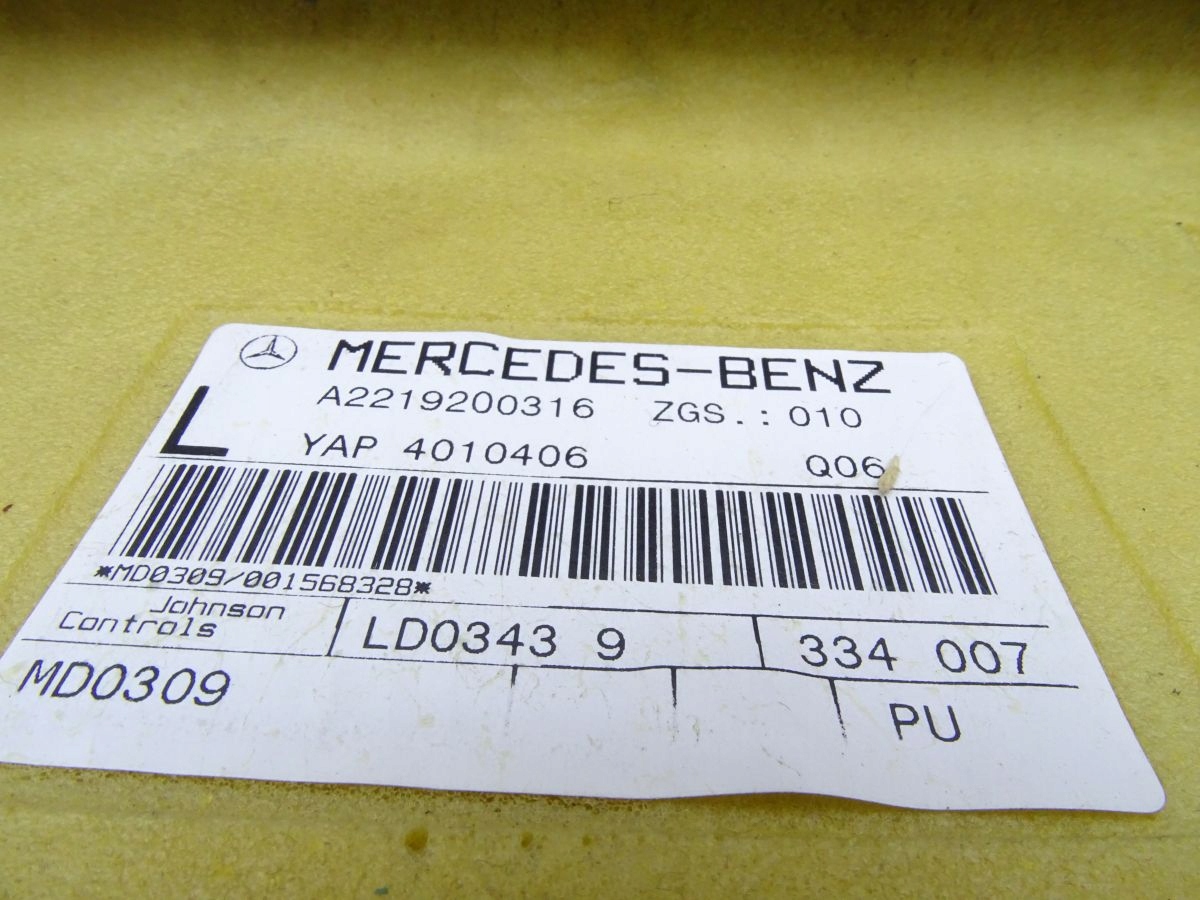 MERCEDES-BENZ
L
A2219200316 ZGS.: 010
YAP 4010406 Q06
*MD0309/001568328*
Johnson
Controls
LD0343 9
334 007
MD0309
PU